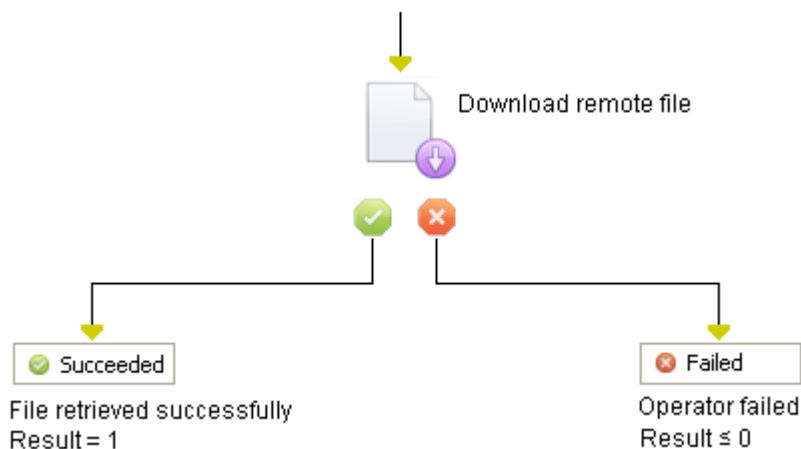 Download remote file
Succeeded
File retrieved successfully
Result = 1
Failed
Operator failed
Result ≤ 0